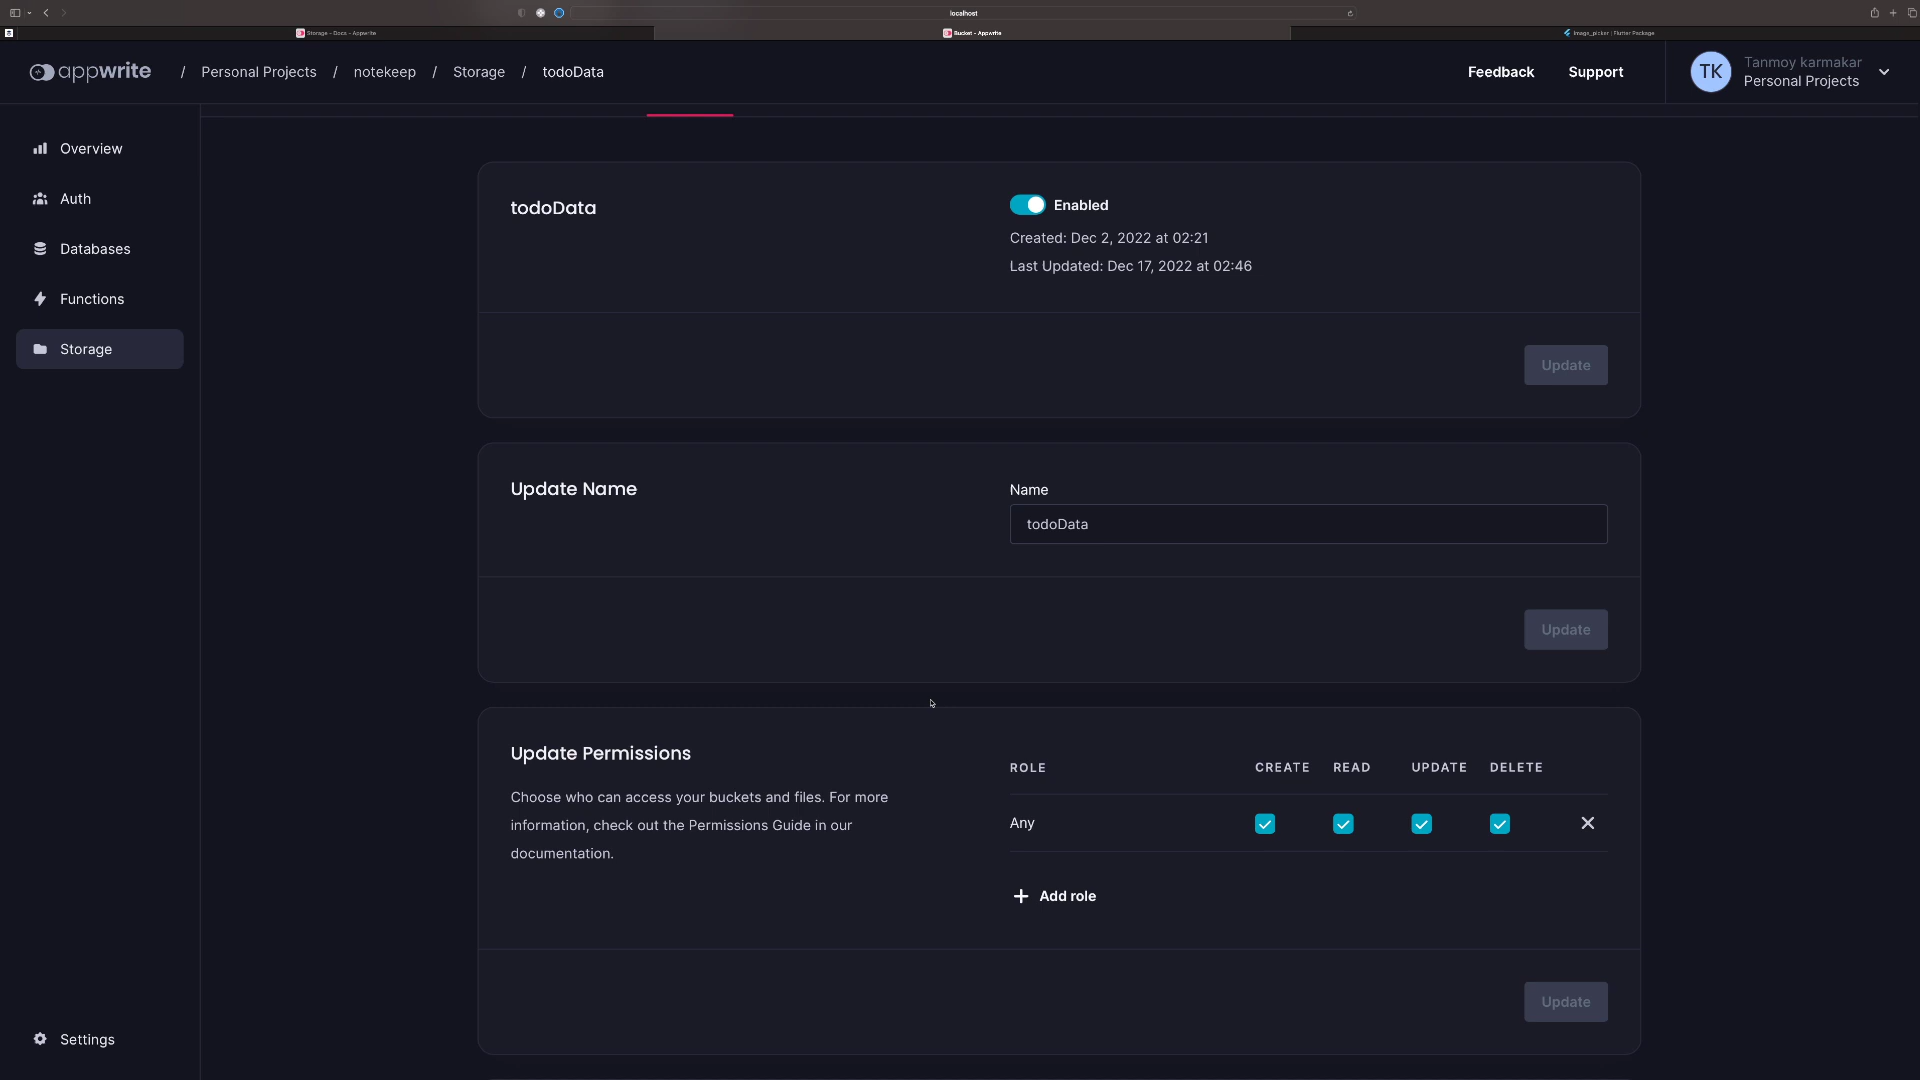 localhost
Storage - Docs - Appwrite
Bucket - Appwrite
image_picker | Flutter Package
appwrite / Personal Projects / notekeep / Storage / todoData
Feedback Support
TK
Tanmoy karmakar
Personal Projects
Overview
Auth
Databases
Functions
Storage
Settings
todoData
Enabled
Created: Dec 2, 2022 at 02:21
Last Updated: Dec 17, 2022 at 02:46
Update
Update Name
Name
todoData
Update
Update Permissions
Choose who can access your buckets and files. For more
information, check out the Permissions Guide in our
documentation.
ROLE CREATE READ UPDATE DELETE
Any
Add role
Update